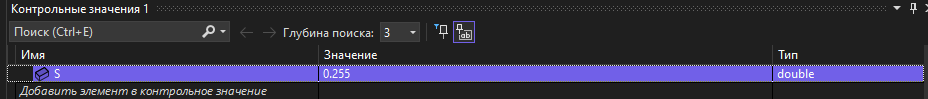 Контрольные значения 1
Поиск (Ctrl+E) Глубина поиска: 3
Имя Значение Тип
S 0.255 double
Добавить элемент в контрольное значение